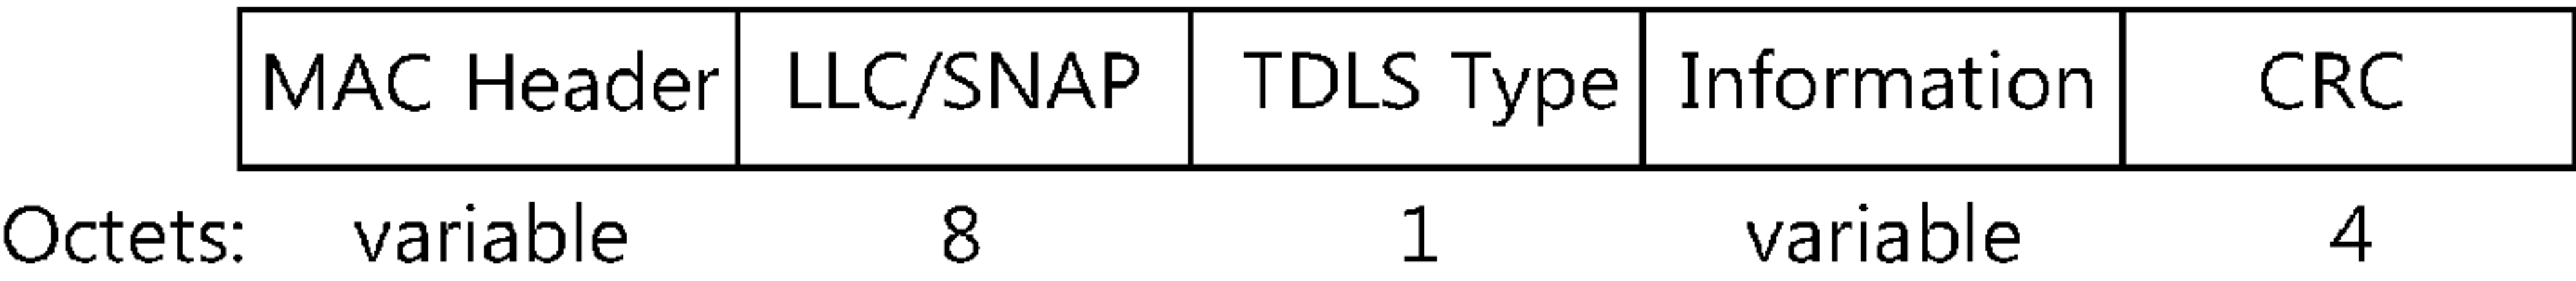 MAC Header LLC/SNAP TDLS Type Information CRC
Octets: variable 8 1 variable 4